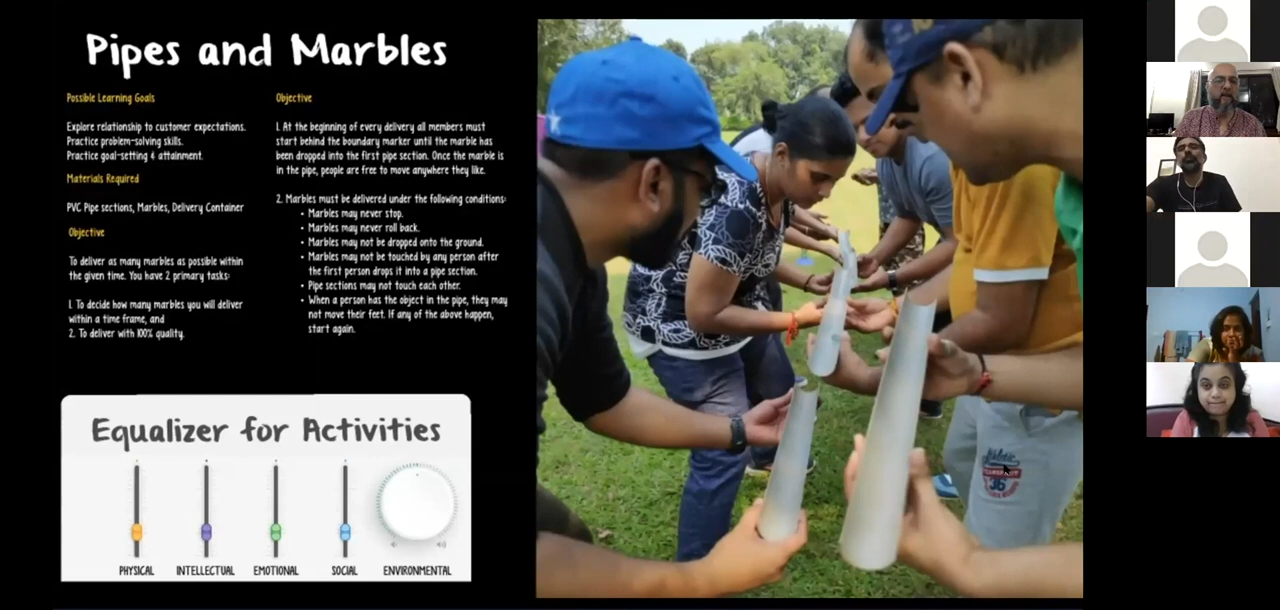 Pipes and Marbles
Possible Learning Goals
Explore relationship to customer expectations.
Practice problem-solving skills.
Practice goal-setting & attainment.
Materials Required
PVC Pipe sections, Marbles, Delivery Container
Objective
To deliver as many marbles as possible within
the given time. You have 2 primary tasks:
1. To decide how many marbles you will deliver
within a time frame, and
2. To deliver with 100% quality.
Objective
1. At the beginning of every delivery all members must
start behind the boundary marker until the marble has
been dropped into the first pipe section. Once the marble is
in the pipe, people are free to move anywhere they like.
2. Marbles must be delivered under the following conditions:
• Marbles may never stop.
• Marbles may never roll back.
• Marbles may not be dropped onto the ground.
• Marbles may not be touched by any person after
the first person drops it into a pipe section.
• Pipe sections may not touch each other.
• When a person has the object in the pipe, they may
not move their feet. If any of the above happen,
start again.
Equalizer for Activities
PHYSICAL INTELLECTUAL EMOTIONAL SOCIAL ENVIRONMENTAL
36